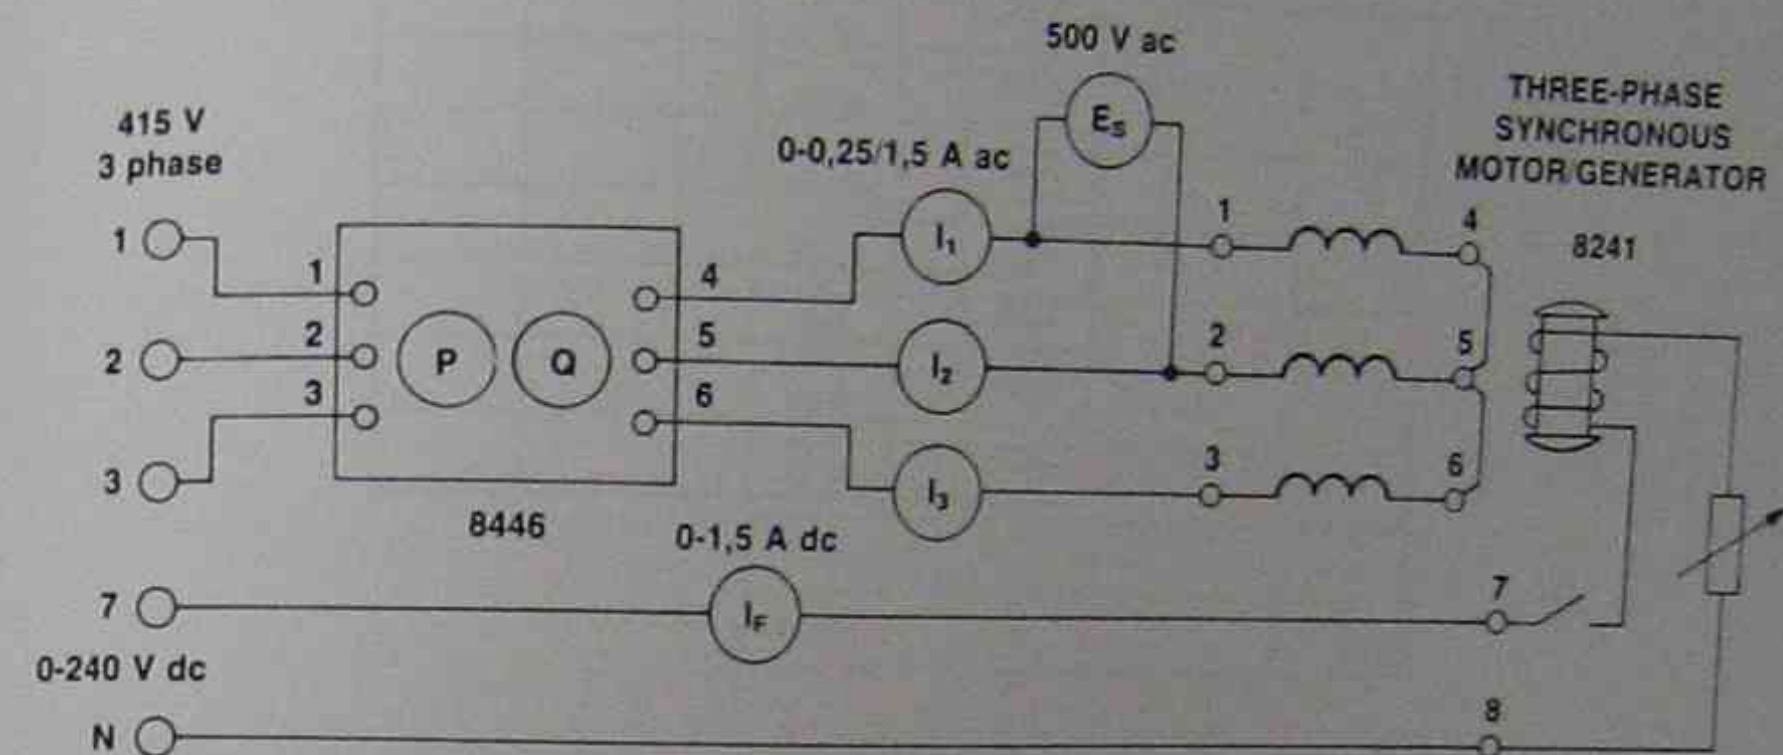 500 V ac
Es
THREE-PHASE
SYNCHRONOUS
MOTOR/GENERATOR
8241
415 V
3 phase
0-0,25/1,5 A ac
1
1
4
I1
1
4
2
2
P
Q
5
I2
2
5
3
3
6
I3
3
6
8446
0-1,5 A dc
7
IF
7
0-240 V dc
N
8